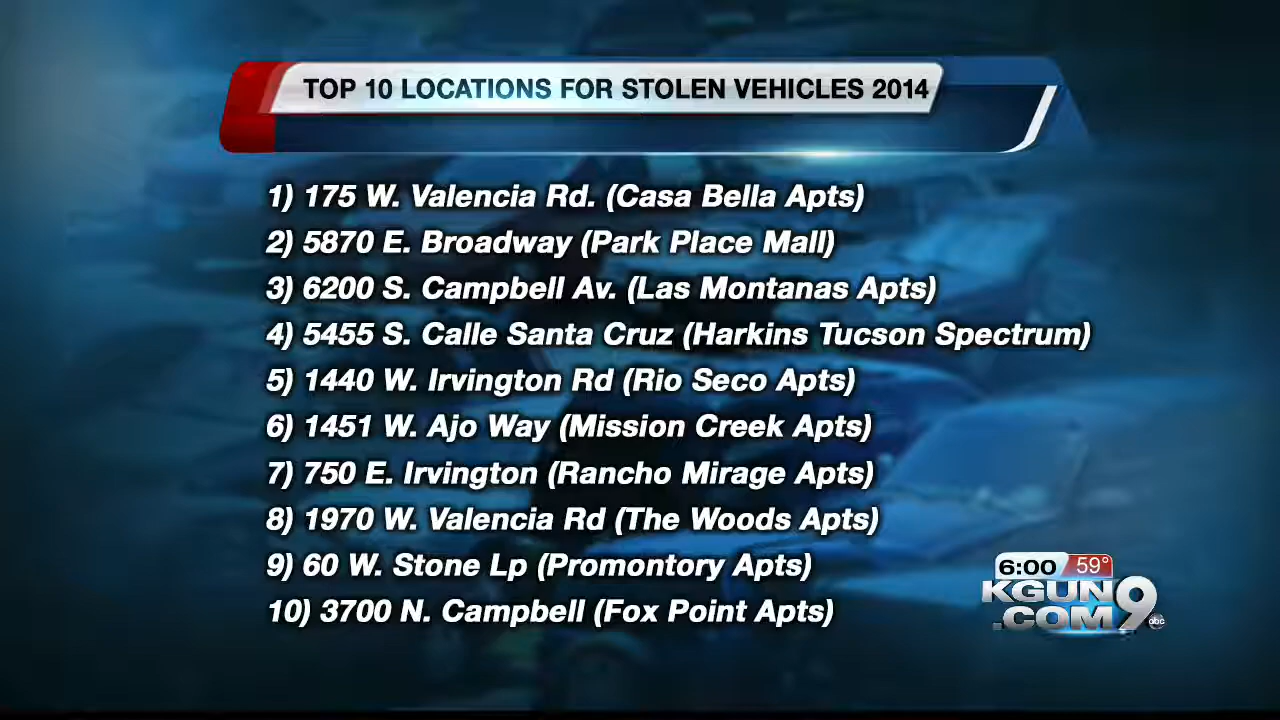 TOP 10 LOCATIONS FOR STOLEN VEHICLES 2014
1) 175 W. Valencia Rd. (Casa Bella Apts)
2) 5870 E. Broadway (Park Place Mall)
3) 6200 S. Campbell Av. (Las Montanas Apts)
4) 5455 S. Calle Santa Cruz (Harkins Tucson Spectrum)
5) 1440 W. Irvington Rd (Rio Seco Apts)
6) 1451 W. Ajo Way (Mission Creek Apts)
7) 750 E. Irvington (Rancho Mirage Apts)
8) 1970 W. Valencia Rd (The Woods Apts)
9) 60 W. Stone Lp (Promontory Apts)
10) 3700 N. Campbell (Fox Point Apts)
6:00 59°
KGUN 9
.COM abc